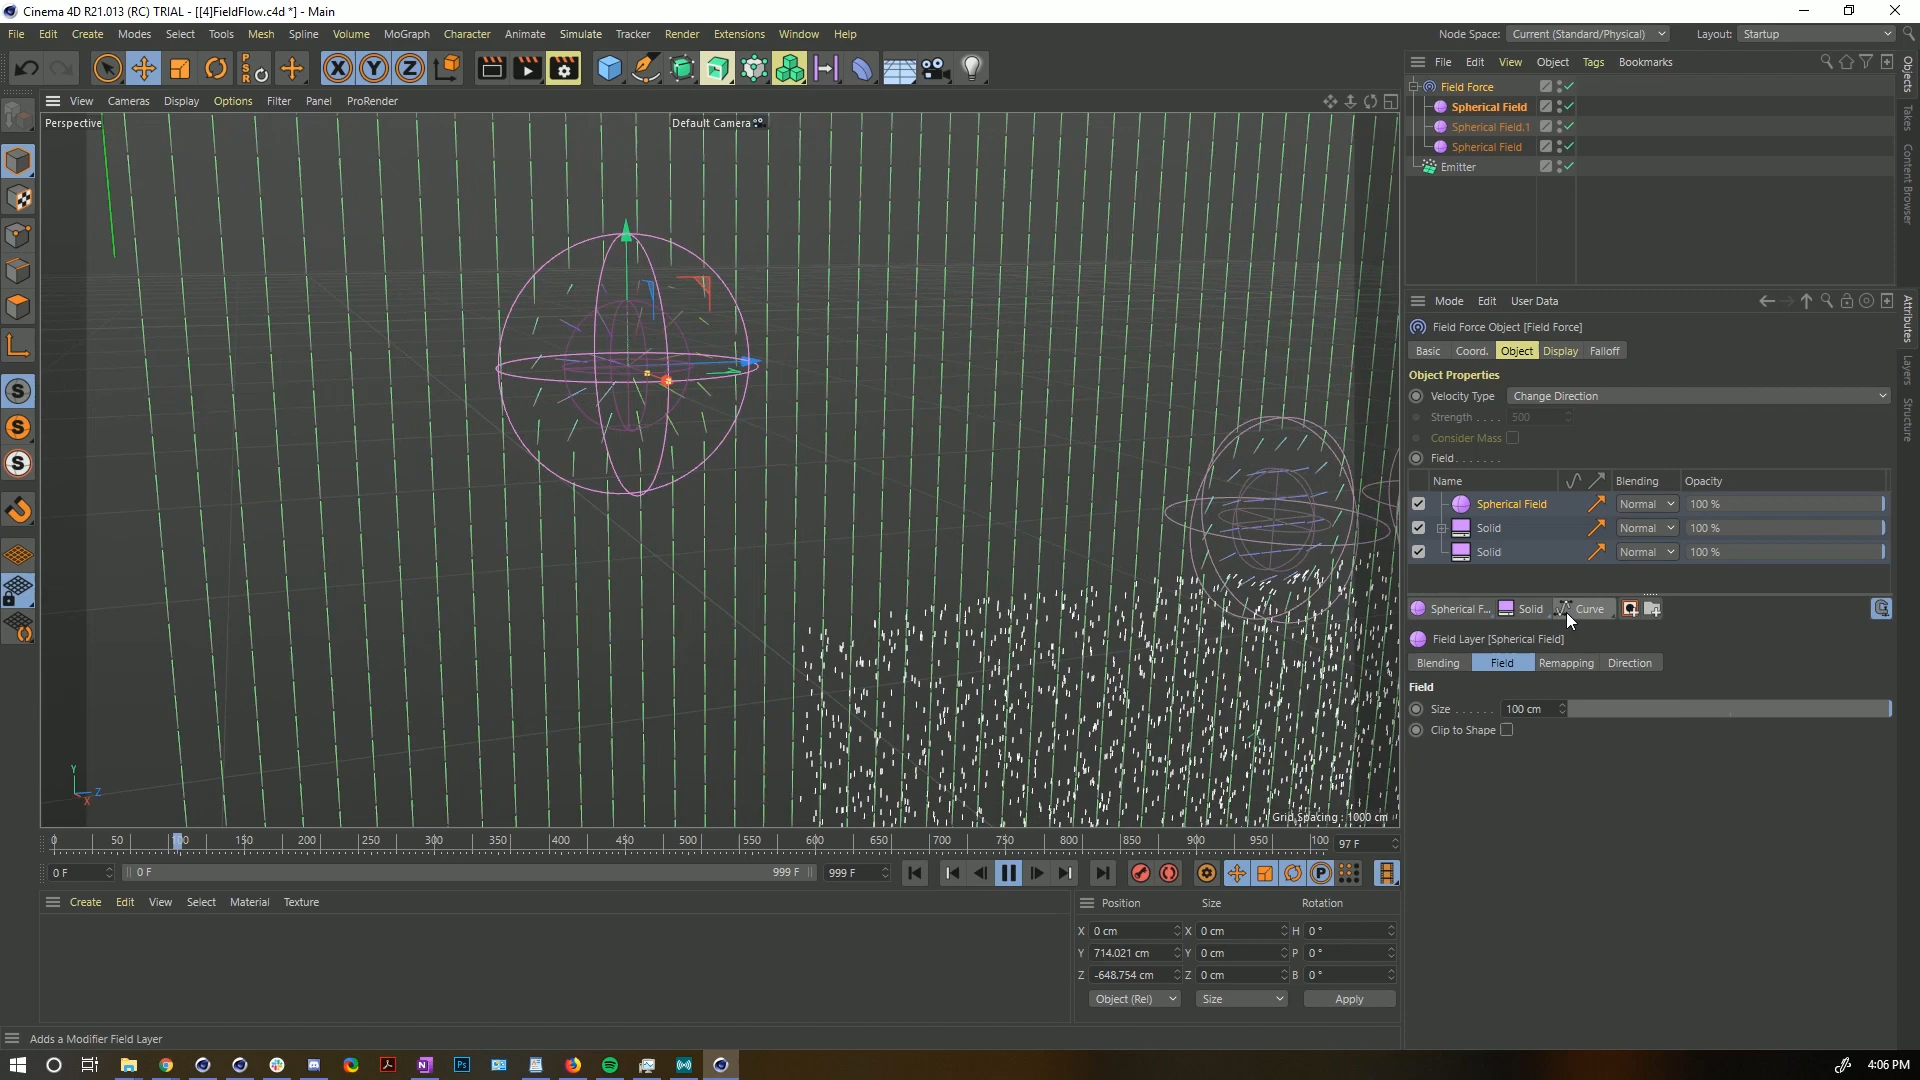 Cinema 4D R21.013 (RC) TRIAL - [[4]FieldFlow.c4d *] - Main
File Edit Create Modes Select Tools Mesh Spline Volume MoGraph Character Animate Simulate Tracker Render Extensions Window Help
Node Space: Current (Standard/Physical) Layout: Startup
View Cameras Display Options Filter Panel ProRender
Perspective
Default Camera
Grid Spacing : 1000 cm
Y
Z
X
File Edit View Object Tags Bookmarks
Field Force
Spherical Field
Spherical Field.1
Spherical Field
Emitter
Objects
Takes
Content Browser
Attributes
Layers
Structure
Mode Edit User Data
Field Force Object [Field Force]
Basic Coord. Object Display Falloff
Object Properties
Velocity Type Change Direction
Strength . . . . 500
Consider Mass
Field. . . . . . .
Name Blending Opacity
Spherical Field Normal 100 %
Solid Normal 100 %
Solid Normal 100 %
Spherical F... Solid Curve
Field Layer [Spherical Field]
Blending Field Remapping Direction
Field
Size . . . . . . 100 cm
Clip to Shape
0 50 100 150 200 250 300 350 400 450 500 550 600 650 700 750 800 850 900 950 100 97 F
0 F 0 F 999 F 999 F
Create Edit View Select Material Texture
Position Size Rotation
X 0 cm X 0 cm H 0 °
Y 714.021 cm Y 0 cm P 0 °
Z -648.754 cm Z 0 cm B 0 °
Object (Rel) Size Apply
Adds a Modifier Field Layer
4:06 PM